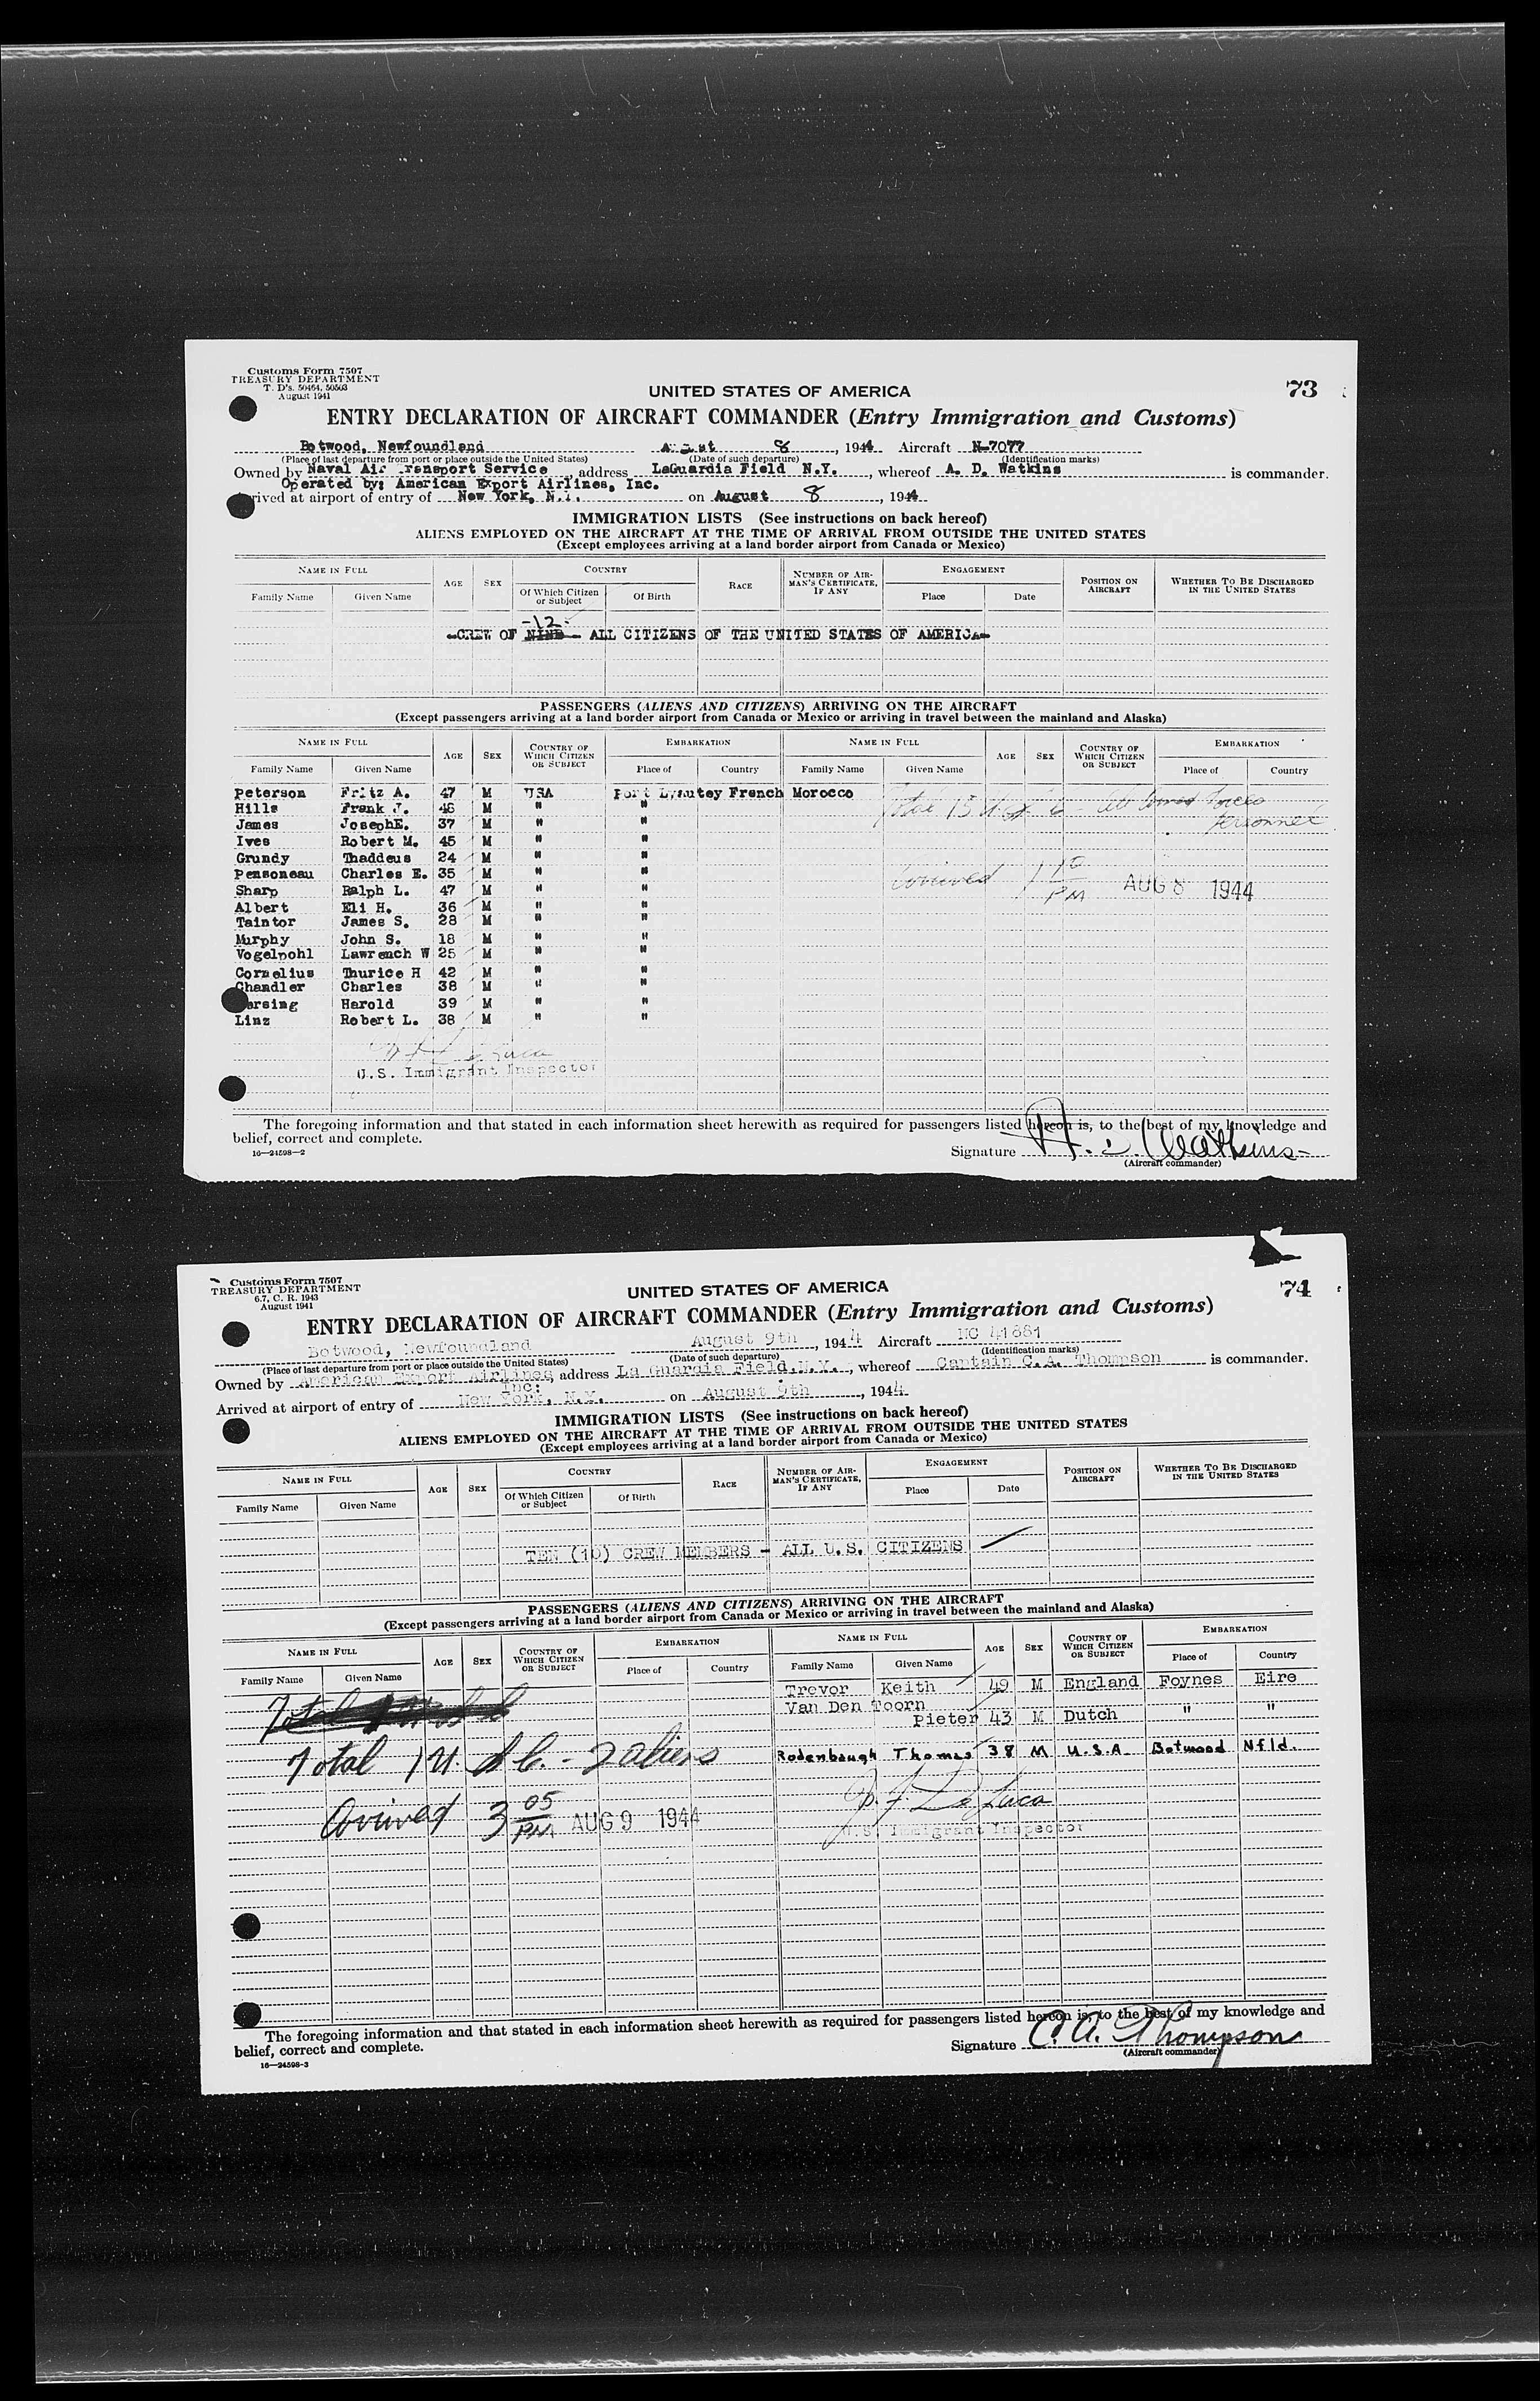 Customs Form 7507
TREASURY DEPARTMENT
T. D's. 50464, 50503
August 1941
73
UNITED STATES OF AMERICA
ENTRY DECLARATION OF AIRCRAFT COMMANDER (Entry Immigration and Customs)
Botwood, Newfoundland August 8, 1944 Aircraft N-7077
(Place of last departure from port or place outside the United States) (Date of such departure) (Identification marks)
Owned by Naval Air Transport Service, address LaGuardia Field N.Y., whereof A. D. Watkins is commander.
Operated by: American Export Airlines, Inc.
Arrived at airport of entry of New York, N.Y. on August 8, 1944
IMMIGRATION LISTS (See instructions on back hereof)
ALIENS EMPLOYED ON THE AIRCRAFT AT THE TIME OF ARRIVAL FROM OUTSIDE THE UNITED STATES
(Except employees arriving at a land border airport from Canada or Mexico)
NAME IN FULL AGE SEX COUNTRY RACE NUMBER OF AIRMAN'S CERTIFICATE, IF ANY ENGAGEMENT POSITION ON AIRCRAFT WHETHER TO BE DISCHARGED IN THE UNITED STATES
Family Name Given Name Of Which Citizen or Subject Of Birth Place Date
-12-
-CREW OF NINE - ALL CITIZENS OF THE UNITED STATES OF AMERICA-
PASSENGERS (ALIENS AND CITIZENS) ARRIVING ON THE AIRCRAFT
(Except passengers arriving at a land border airport from Canada or Mexico or arriving in travel between the mainland and Alaska)
NAME IN FULL AGE SEX COUNTRY OF WHICH CITIZEN OR SUBJECT EMBARKATION NAME IN FULL AGE SEX COUNTRY OF WHICH CITIZEN OR SUBJECT EMBARKATION
Family Name Given Name Place of Country Family Name Given Name Place of Country
Peterson Fritz A. 47 M USA Port Lyautey French Morocco
Hills Frank J. 46 M " "
Total 15 U.S.C. - All Armed Forces Personnel
James JosephE. 37 M " "
Ives Robert M. 45 M " "
Grundy Thaddeus 24 M " "
Pensoneau Charles E. 35 M " "
Arrived 1 10 PM AUG 8 1944
Sharp Ralph L. 47 M " "
Albert Eli H. 36 M " "
Taintor James S. 28 M " "
Murphy John S. 18 M " "
Vogelpohl Lawrench W 25 M " "
Cornelius Thurice H 42 M " "
Chandler Charles 38 M " "
ersing Harold 39 M " "
Linz Robert L. 38 M " "
U.S. Immigrant Inspector
The foregoing information and that stated in each information sheet herewith as required for passengers listed hereon is, to the best of my knowledge and
belief, correct and complete.
16—24598—2
Signature A. D. Watkins
(Aircraft commander)
Customs Form 7507
TREASURY DEPARTMENT
6.7, C. R. 1943
August 1941
74
UNITED STATES OF AMERICA
ENTRY DECLARATION OF AIRCRAFT COMMANDER (Entry Immigration and Customs)
Botwood, Newfoundland August 9th, 1944 Aircraft NC 41881
(Place of last departure from port or place outside the United States) (Date of such departure) (Identification marks)
Owned by American Export Airlines Inc:, address La Guardia Field,N.Y., whereof Captain C.A. Thompson is commander.
Arrived at airport of entry of New York, N.Y. on August 9th, 1944
IMMIGRATION LISTS (See instructions on back hereof)
ALIENS EMPLOYED ON THE AIRCRAFT AT THE TIME OF ARRIVAL FROM OUTSIDE THE UNITED STATES
(Except employees arriving at a land border airport from Canada or Mexico)
NAME IN FULL AGE SEX COUNTRY RACE NUMBER OF AIRMAN'S CERTIFICATE, IF ANY ENGAGEMENT POSITION ON AIRCRAFT WHETHER TO BE DISCHARGED IN THE UNITED STATES
Family Name Given Name Of Which Citizen or Subject Of Birth Place Date
TEN (10) CREW MEMBERS - ALL U.S. CITIZENS
PASSENGERS (ALIENS AND CITIZENS) ARRIVING ON THE AIRCRAFT
(Except passengers arriving at a land border airport from Canada or Mexico or arriving in travel between the mainland and Alaska)
NAME IN FULL AGE SEX COUNTRY OF WHICH CITIZEN OR SUBJECT EMBARKATION NAME IN FULL AGE SEX COUNTRY OF WHICH CITIZEN OR SUBJECT EMBARKATION
Family Name Given Name Place of Country Family Name Given Name Place of Country
Trevor Keith 49 M England Foynes Eire
Total
Van Den Toorn
Pieter 43 M Dutch " "
Total 1 U.S.C. - 2 aliens
Rodenbaugh Thomas 38 M U.S.A Botwood Nfld.
Arrived 3 05 PM AUG 9 1944
W. F. De Luca
U.S. Immigrant Inspector
The foregoing information and that stated in each information sheet herewith as required for passengers listed hereon is, to the best of my knowledge and
belief, correct and complete.
16—24598-3
Signature C. A. Thompson
(Aircraft commander)